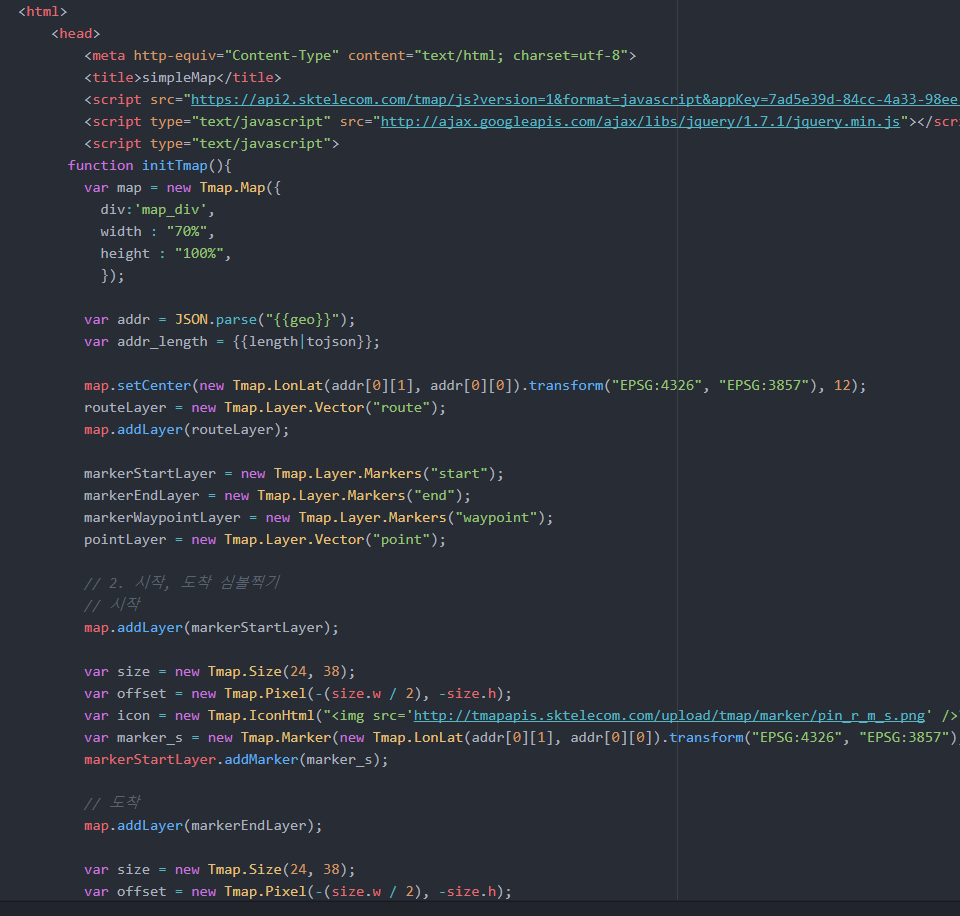 <html>
<head>
<meta http-equiv="Content-Type" content="text/html; charset=utf-8">
<title>simpleMap</title>
<script src="https://api2.sktelecom.com/tmap/js?version=1&format=javascript&appKey=7ad5e39d-84cc-4a33-98ee-
<script type="text/javascript" src="http://ajax.googleapis.com/ajax/libs/jquery/1.7.1/jquery.min.js"></scr
<script type="text/javascript">
function initTmap(){
var map = new Tmap.Map({
div:'map_div',
width : "70%",
height : "100%",
});
var addr = JSON.parse("{{geo}}");
var addr_length = {{length|tojson}};
map.setCenter(new Tmap.LonLat(addr[0][1], addr[0][0]).transform("EPSG:4326", "EPSG:3857"), 12);
routeLayer = new Tmap.Layer.Vector("route");
map.addLayer(routeLayer);
markerStartLayer = new Tmap.Layer.Markers("start");
markerEndLayer = new Tmap.Layer.Markers("end");
markerWaypointLayer = new Tmap.Layer.Markers("waypoint");
pointLayer = new Tmap.Layer.Vector("point");
// 2. 시작, 도착 심볼찍기
// 시작
map.addLayer(markerStartLayer);
var size = new Tmap.Size(24, 38);
var offset = new Tmap.Pixel(-(size.w / 2), -size.h);
var icon = new Tmap.IconHtml("<img src='http://tmapapis.sktelecom.com/upload/tmap/marker/pin_r_m_s.png' />"
var marker_s = new Tmap.Marker(new Tmap.LonLat(addr[0][1], addr[0][0]).transform("EPSG:4326", "EPSG:3857"),
markerStartLayer.addMarker(marker_s);
// 도착
map.addLayer(markerEndLayer);
var size = new Tmap.Size(24, 38);
var offset = new Tmap.Pixel(-(size.w / 2), -size.h);